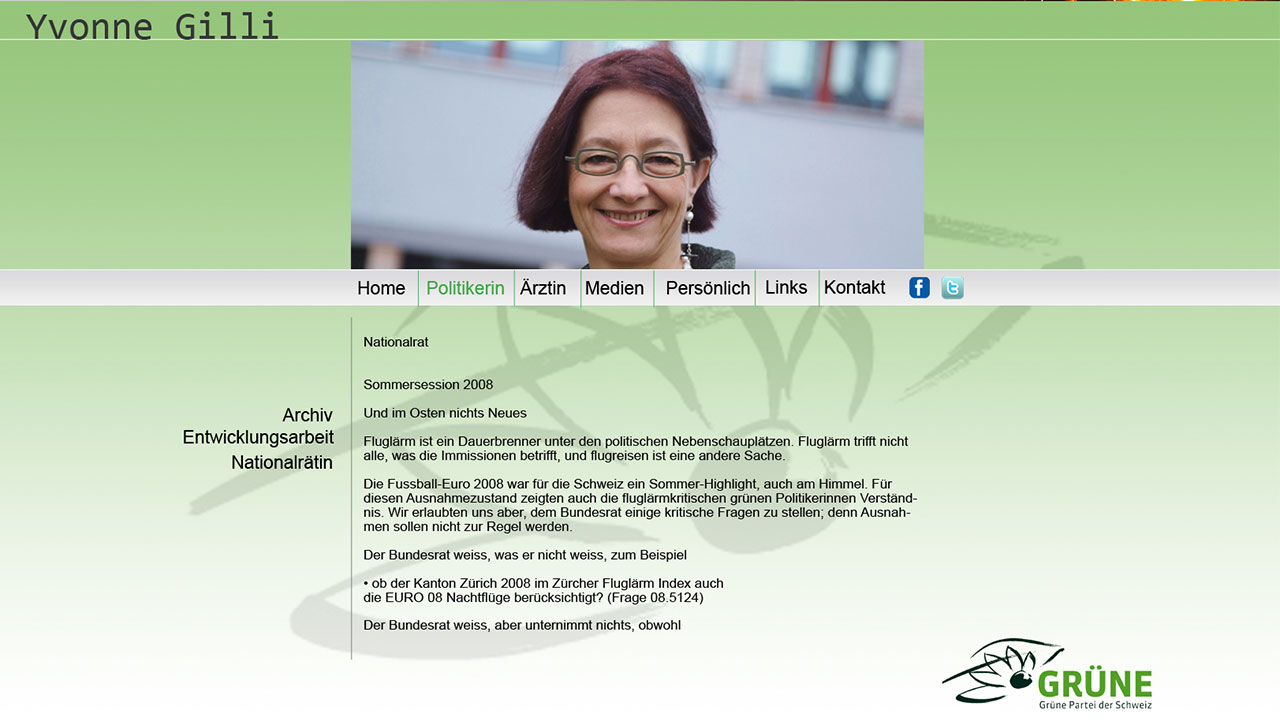 Yvonne Gilli
Home Politikerin Ärztin Medien Persönlich Links Kontakt f t
Archiv
Entwicklungsarbeit
Nationalrätin
Nationalrat
Sommersession 2008
Und im Osten nichts Neues
Fluglärm ist ein Dauerbrenner unter den politischen Nebenschauplätzen. Fluglärm trifft nicht
alle, was die Immissionen betrifft, und flugreisen ist eine andere Sache.
Die Fussball-Euro 2008 war für die Schweiz ein Sommer-Highlight, auch am Himmel. Für
diesen Ausnahmezustand zeigten auch die fluglärmkritischen grünen Politikerinnen Verständ-
nis. Wir erlaubten uns aber, dem Bundesrat einige kritische Fragen zu stellen; denn Ausnah-
men sollen nicht zur Regel werden.
Der Bundesrat weiss, was er nicht weiss, zum Beispiel
• ob der Kanton Zürich 2008 im Zürcher Fluglärm Index auch
die EURO 08 Nachtflüge berücksichtigt? (Frage 08.5124)
Der Bundesrat weiss, aber unternimmt nichts, obwohl
GRÜNE
Grüne Partei der Schweiz